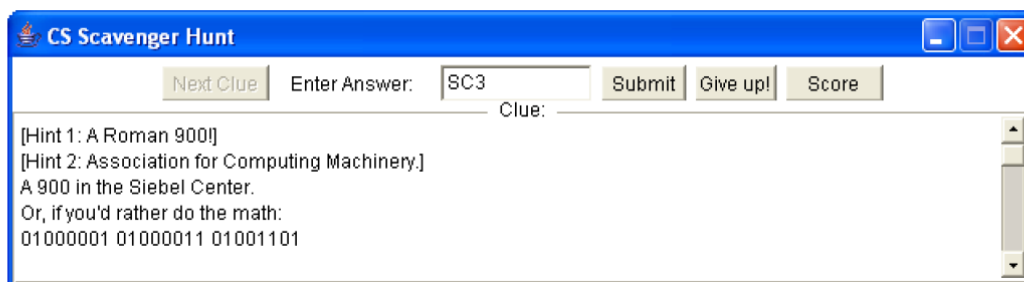 CS Scavenger Hunt
Next Clue Enter Answer: SC3 Submit Give up! Score
Clue:
[Hint 1: A Roman 900!]
[Hint 2: Association for Computing Machinery.]
A 900 in the Siebel Center.
Or, if you'd rather do the math:
01000001 01000011 01001101